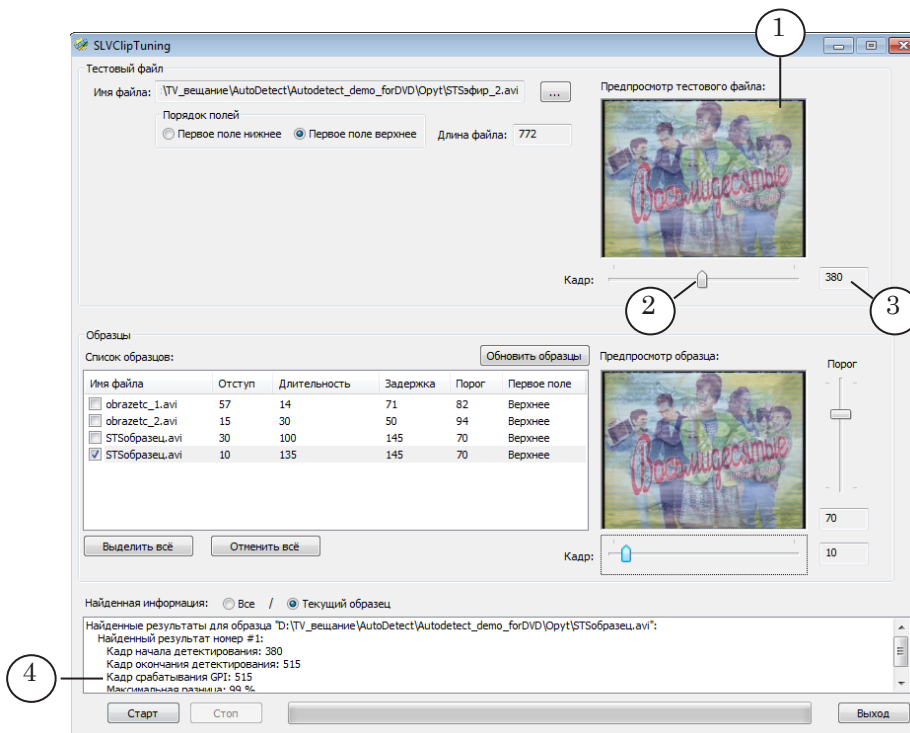 1
SLVClipTuning
Тестовый файл
Имя файла: :\TV_вещание\AutoDetect\Autodetect_demo_forDVD\Opyt\STSэфир_2.avi ...
Предпросмотр тестового файла:
Порядок полей
Первое поле нижнее Первое поле верхнее Длина файла: 772
Восьмидесятые
Кадр: 380
2
3
Образцы
Список образцов: Обновить образцы Предпросмотр образца: Порог
Имя файла Отступ Длительность Задержка Порог Первое поле
obrazetc_1.avi 57 14 71 82 Верхнее
obrazetc_2.avi 15 30 50 94 Верхнее
STSобразец.avi 30 100 145 70 Верхнее
STSобразец.avi 10 135 145 70 Верхнее
Восьмидесятые
70
Выделить всё Отменить всё Кадр: 10
Найденная информация: Все / Текущий образец
Найденные результаты для образца "D:\TV_вещание\AutoDetect\Autodetect_demo_forDVD\Opyt\STSобразец.avi":
Найденный результат номер #1:
Кадр начала детектирования: 380
Кадр окончания детектирования: 515
4
Кадр срабатывания GPI: 515
Максимальная разница: 99 %
Старт Стоп Выход